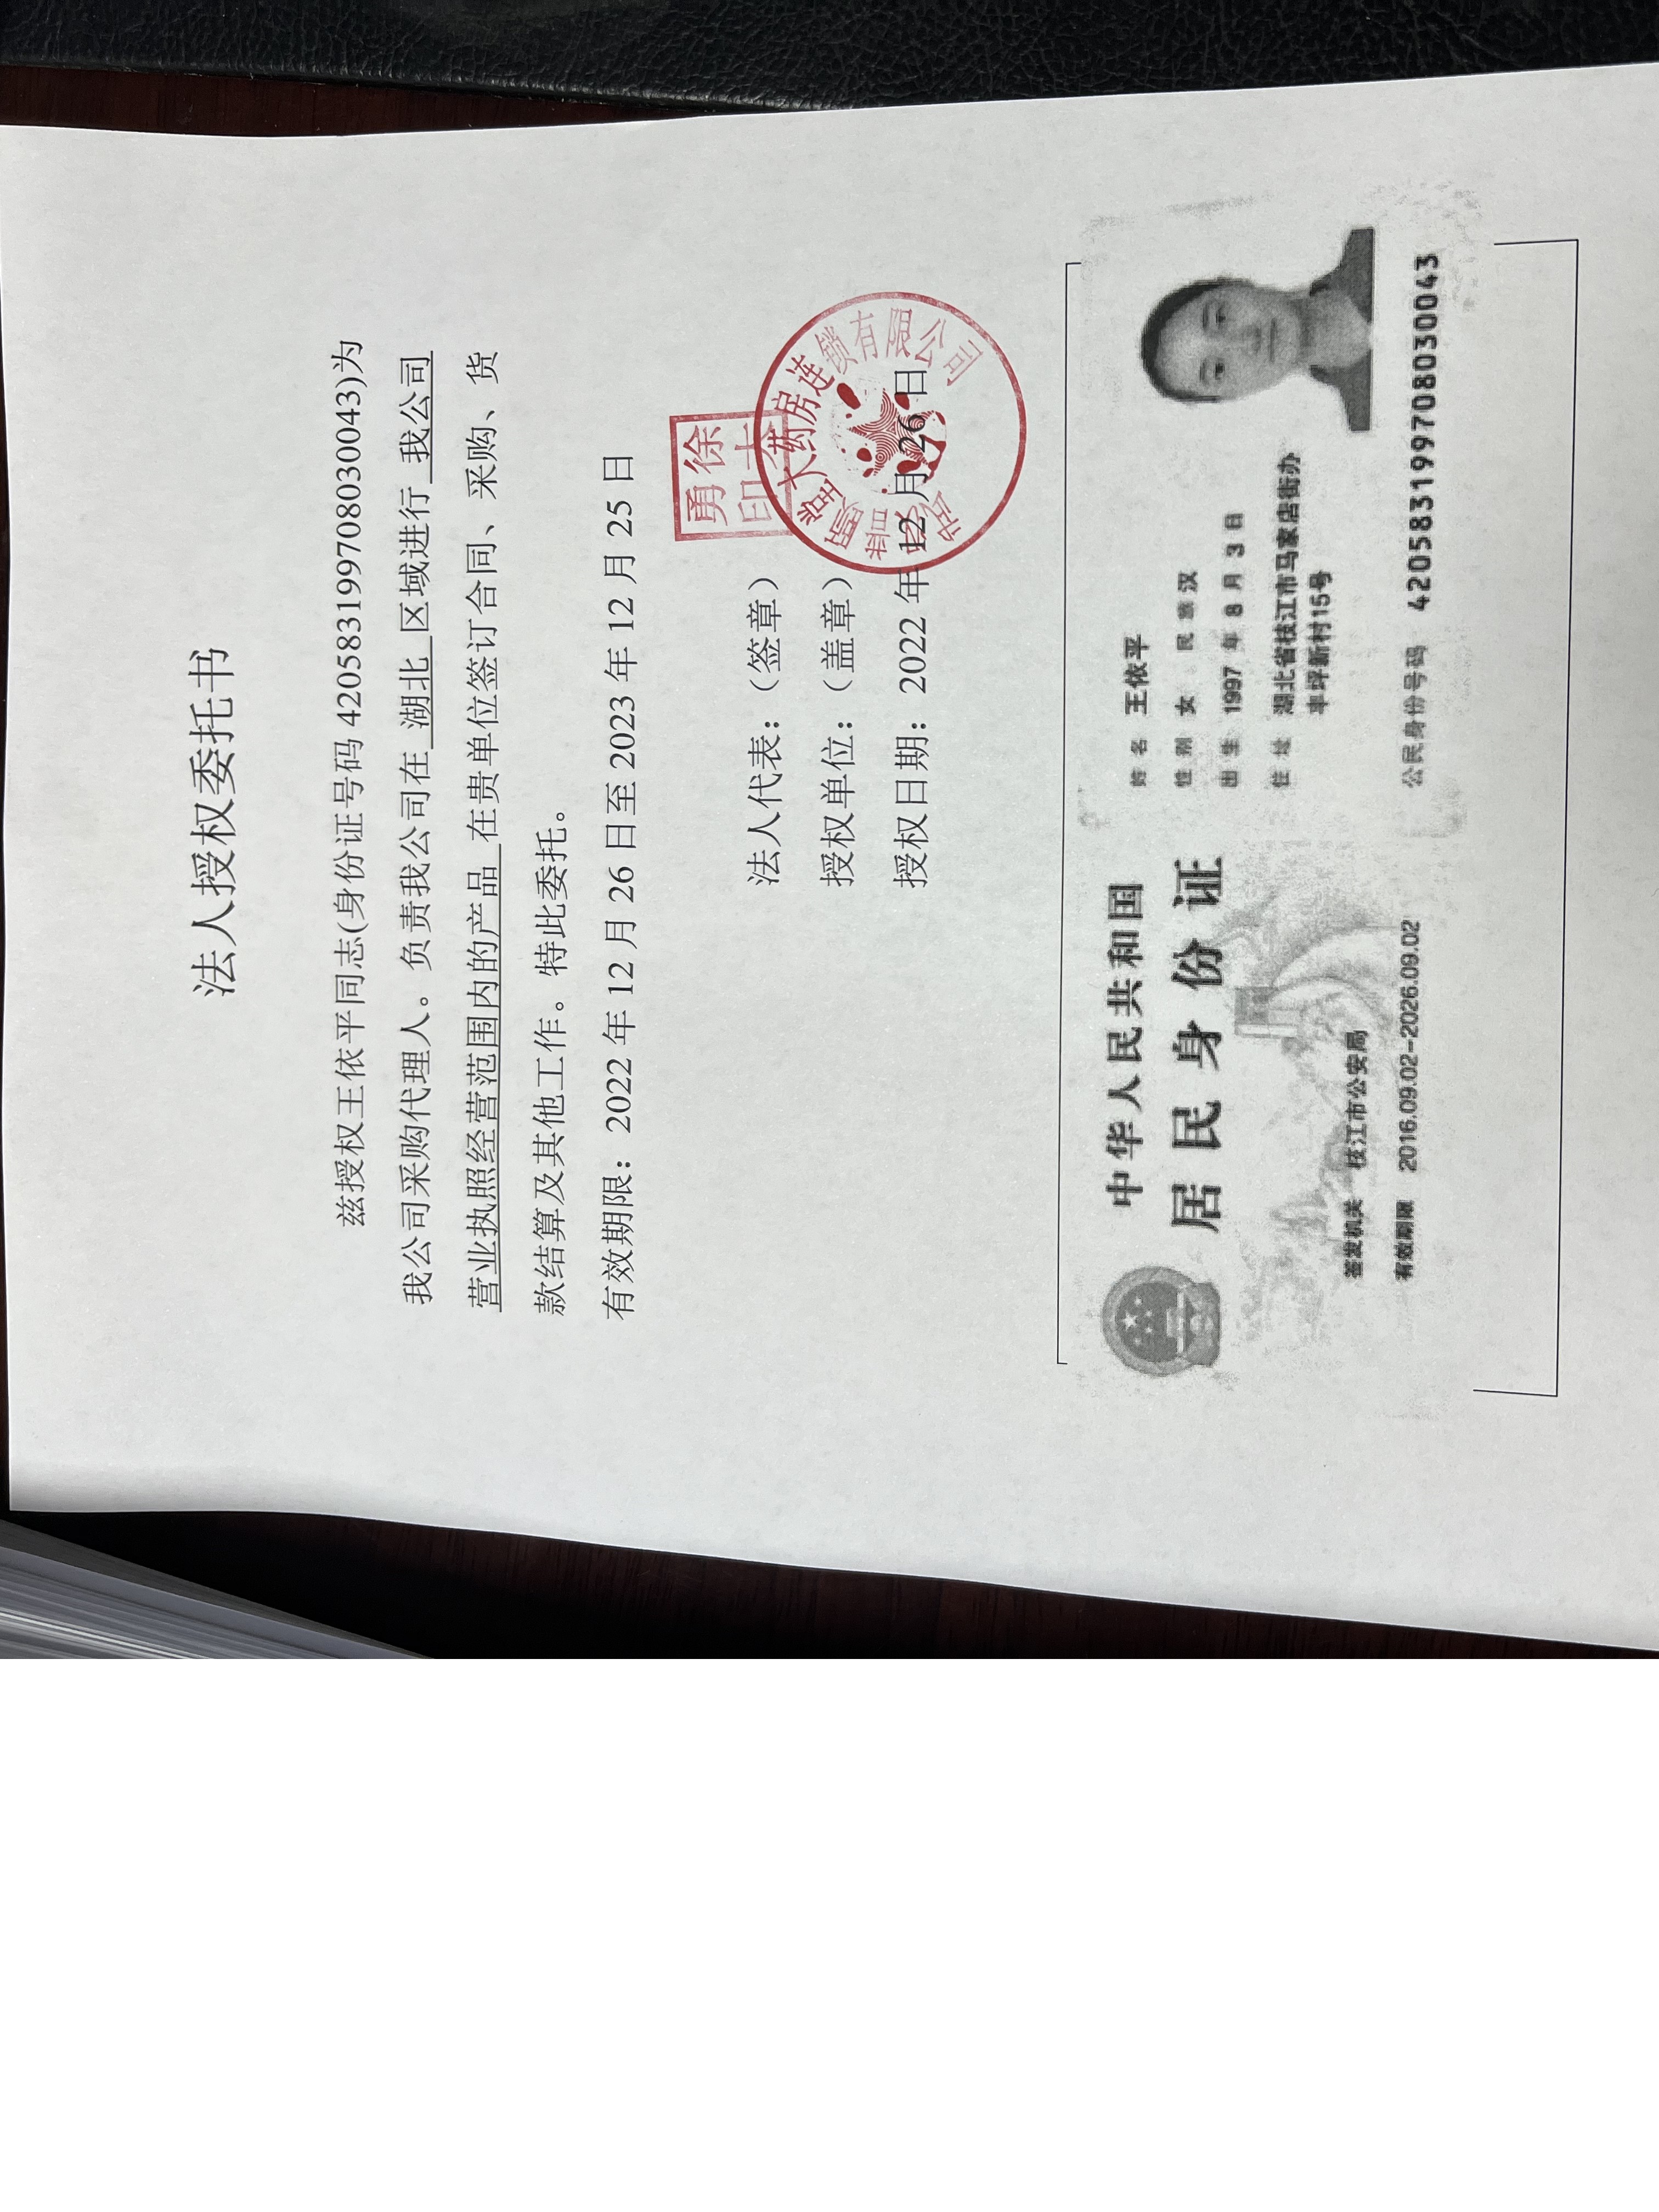 法人授权委托书
兹授权王依平同志(身份证号码 420583199708030043)为
我公司采购代理人。负责我公司在 湖北 区域进行 我公司
营业执照经营范围内的产品 在贵单位签订合同、采购、货
款结算及其他工作。特此委托。
有效期限：2022 年 12 月 26 日至 2023 年 12 月 25 日
法人代表：（签章）
徐
勇印
授权单位：（盖章）
大药房连锁有限公司
授权日期：2022 年 12 月 26 日
中华人民共和国
居民身份证
签发机关 枝江市公安局
有效期限 2016.09.02-2026.09.02
姓名 王依平
性别 女 民族 汉
出生 1997 年 8 月 3 日
住址 湖北省枝江市马家店街办
丰坪新村15号
公民身份号码 420583199708030043